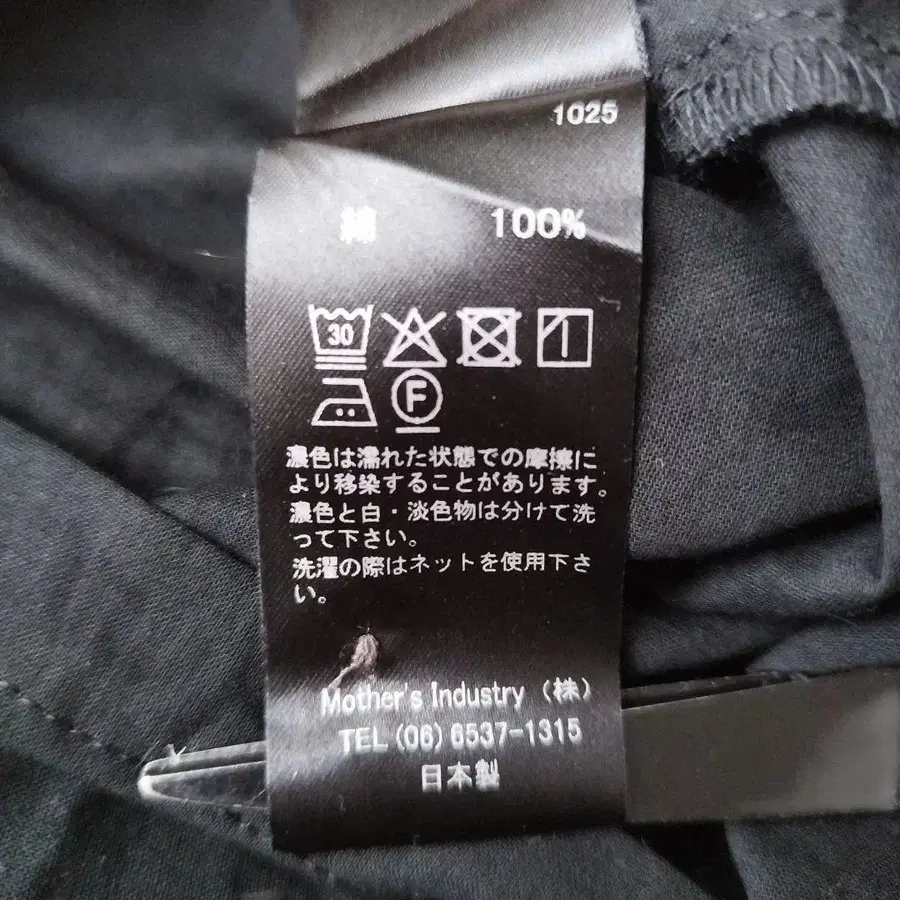 1025
綿 100%
30
F
濃色は濡れた状態での摩擦に
より移染することがあります。
濃色と白・淡色物は分けて洗
って下さい。
洗濯の際はネットを使用下さ
い。
Mother's Industry (株)
TEL (06) 6537-1315
日本製